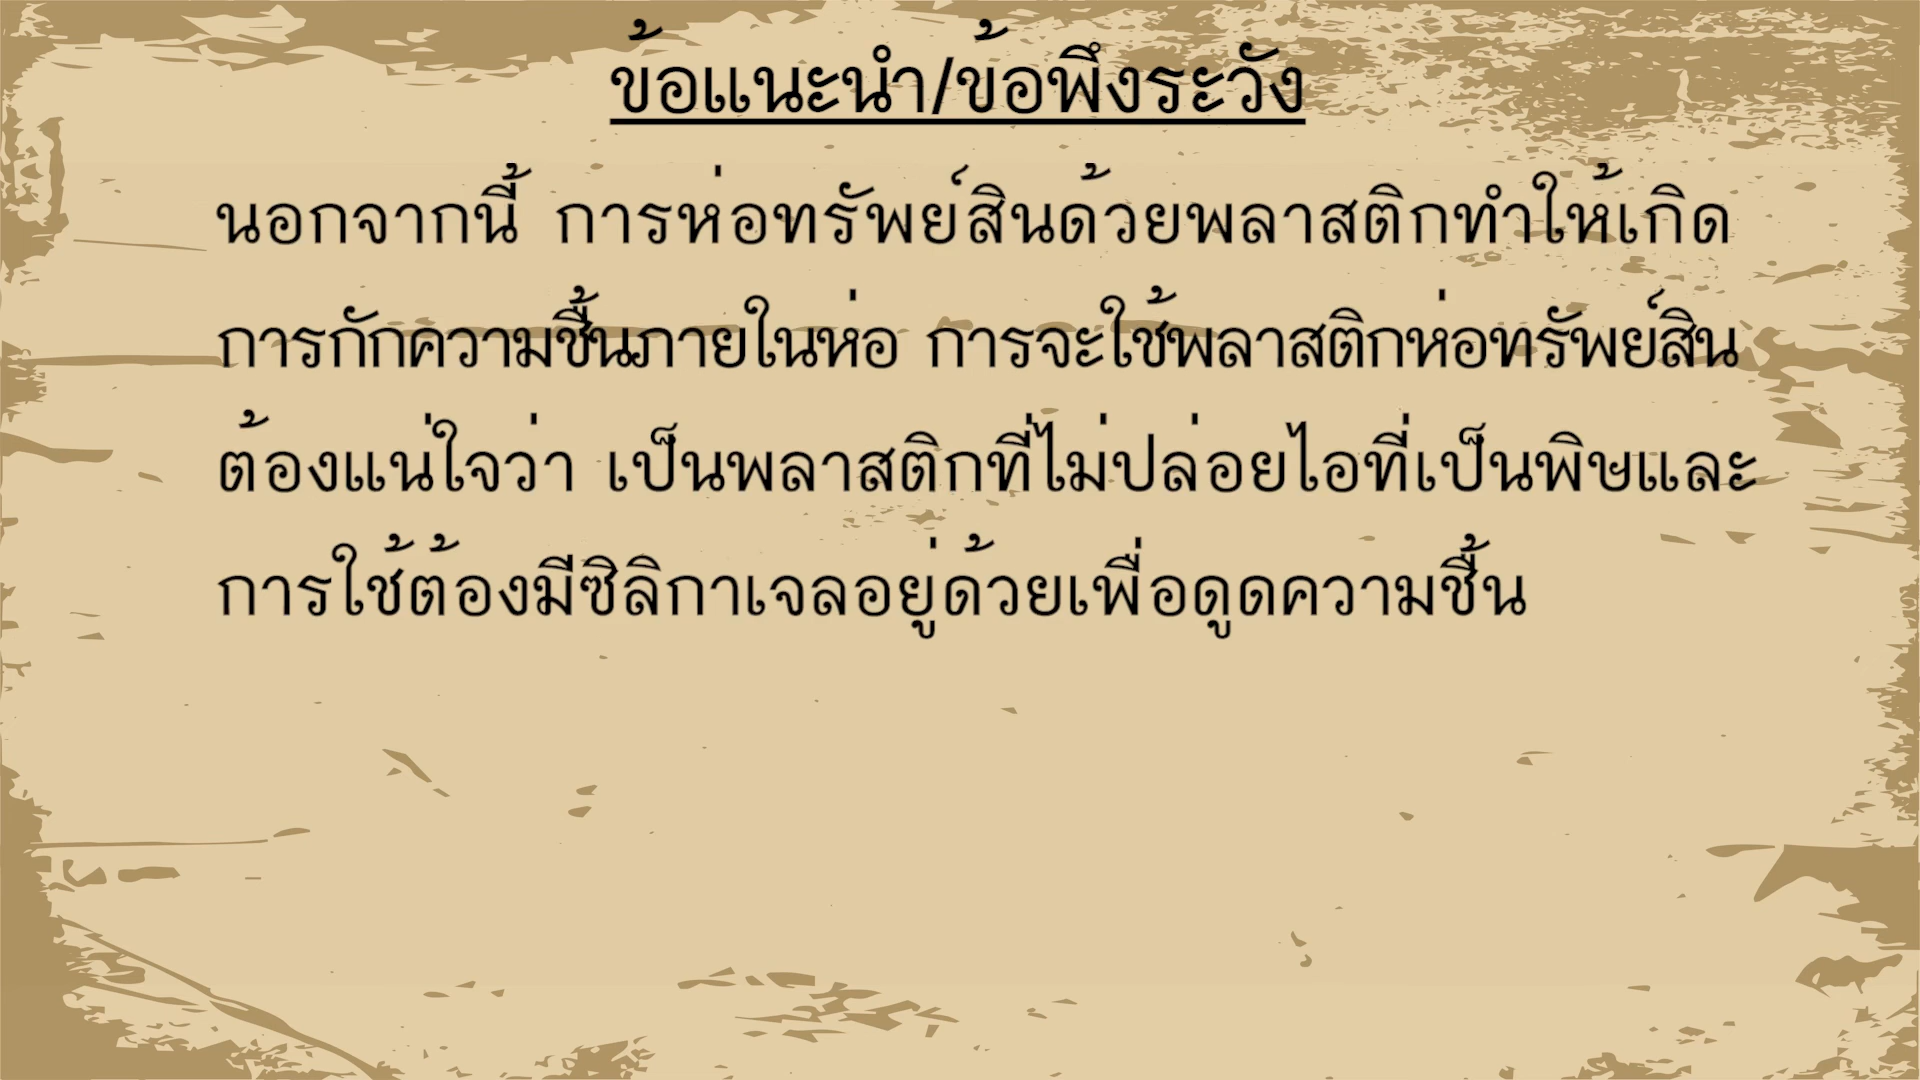 ข้อแนะนำ/ข้อพึงระวัง
นอกจากนี้ การห่อทรัพย์สินด้วยพลาสติกทำให้เกิด
การกักความชื้นภายในห่อ การจะใช้พลาสติกห่อทรัพย์สิน
ต้องแน่ใจว่า เป็นพลาสติกที่ไม่ปล่อยไอที่เป็นพิษและ
การใช้ต้องมีซิลิกาเจลอยู่ด้วยเพื่อดูดความชื้น